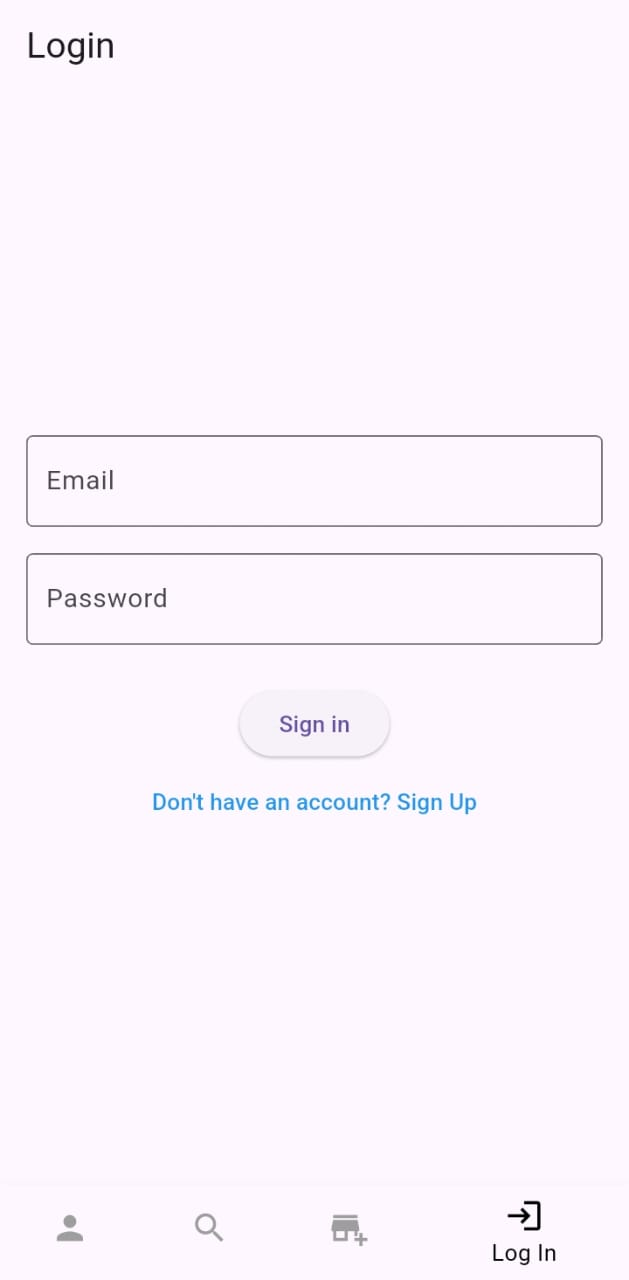 Login
Email
Password
Sign in
Don't have an account? Sign Up
Log In